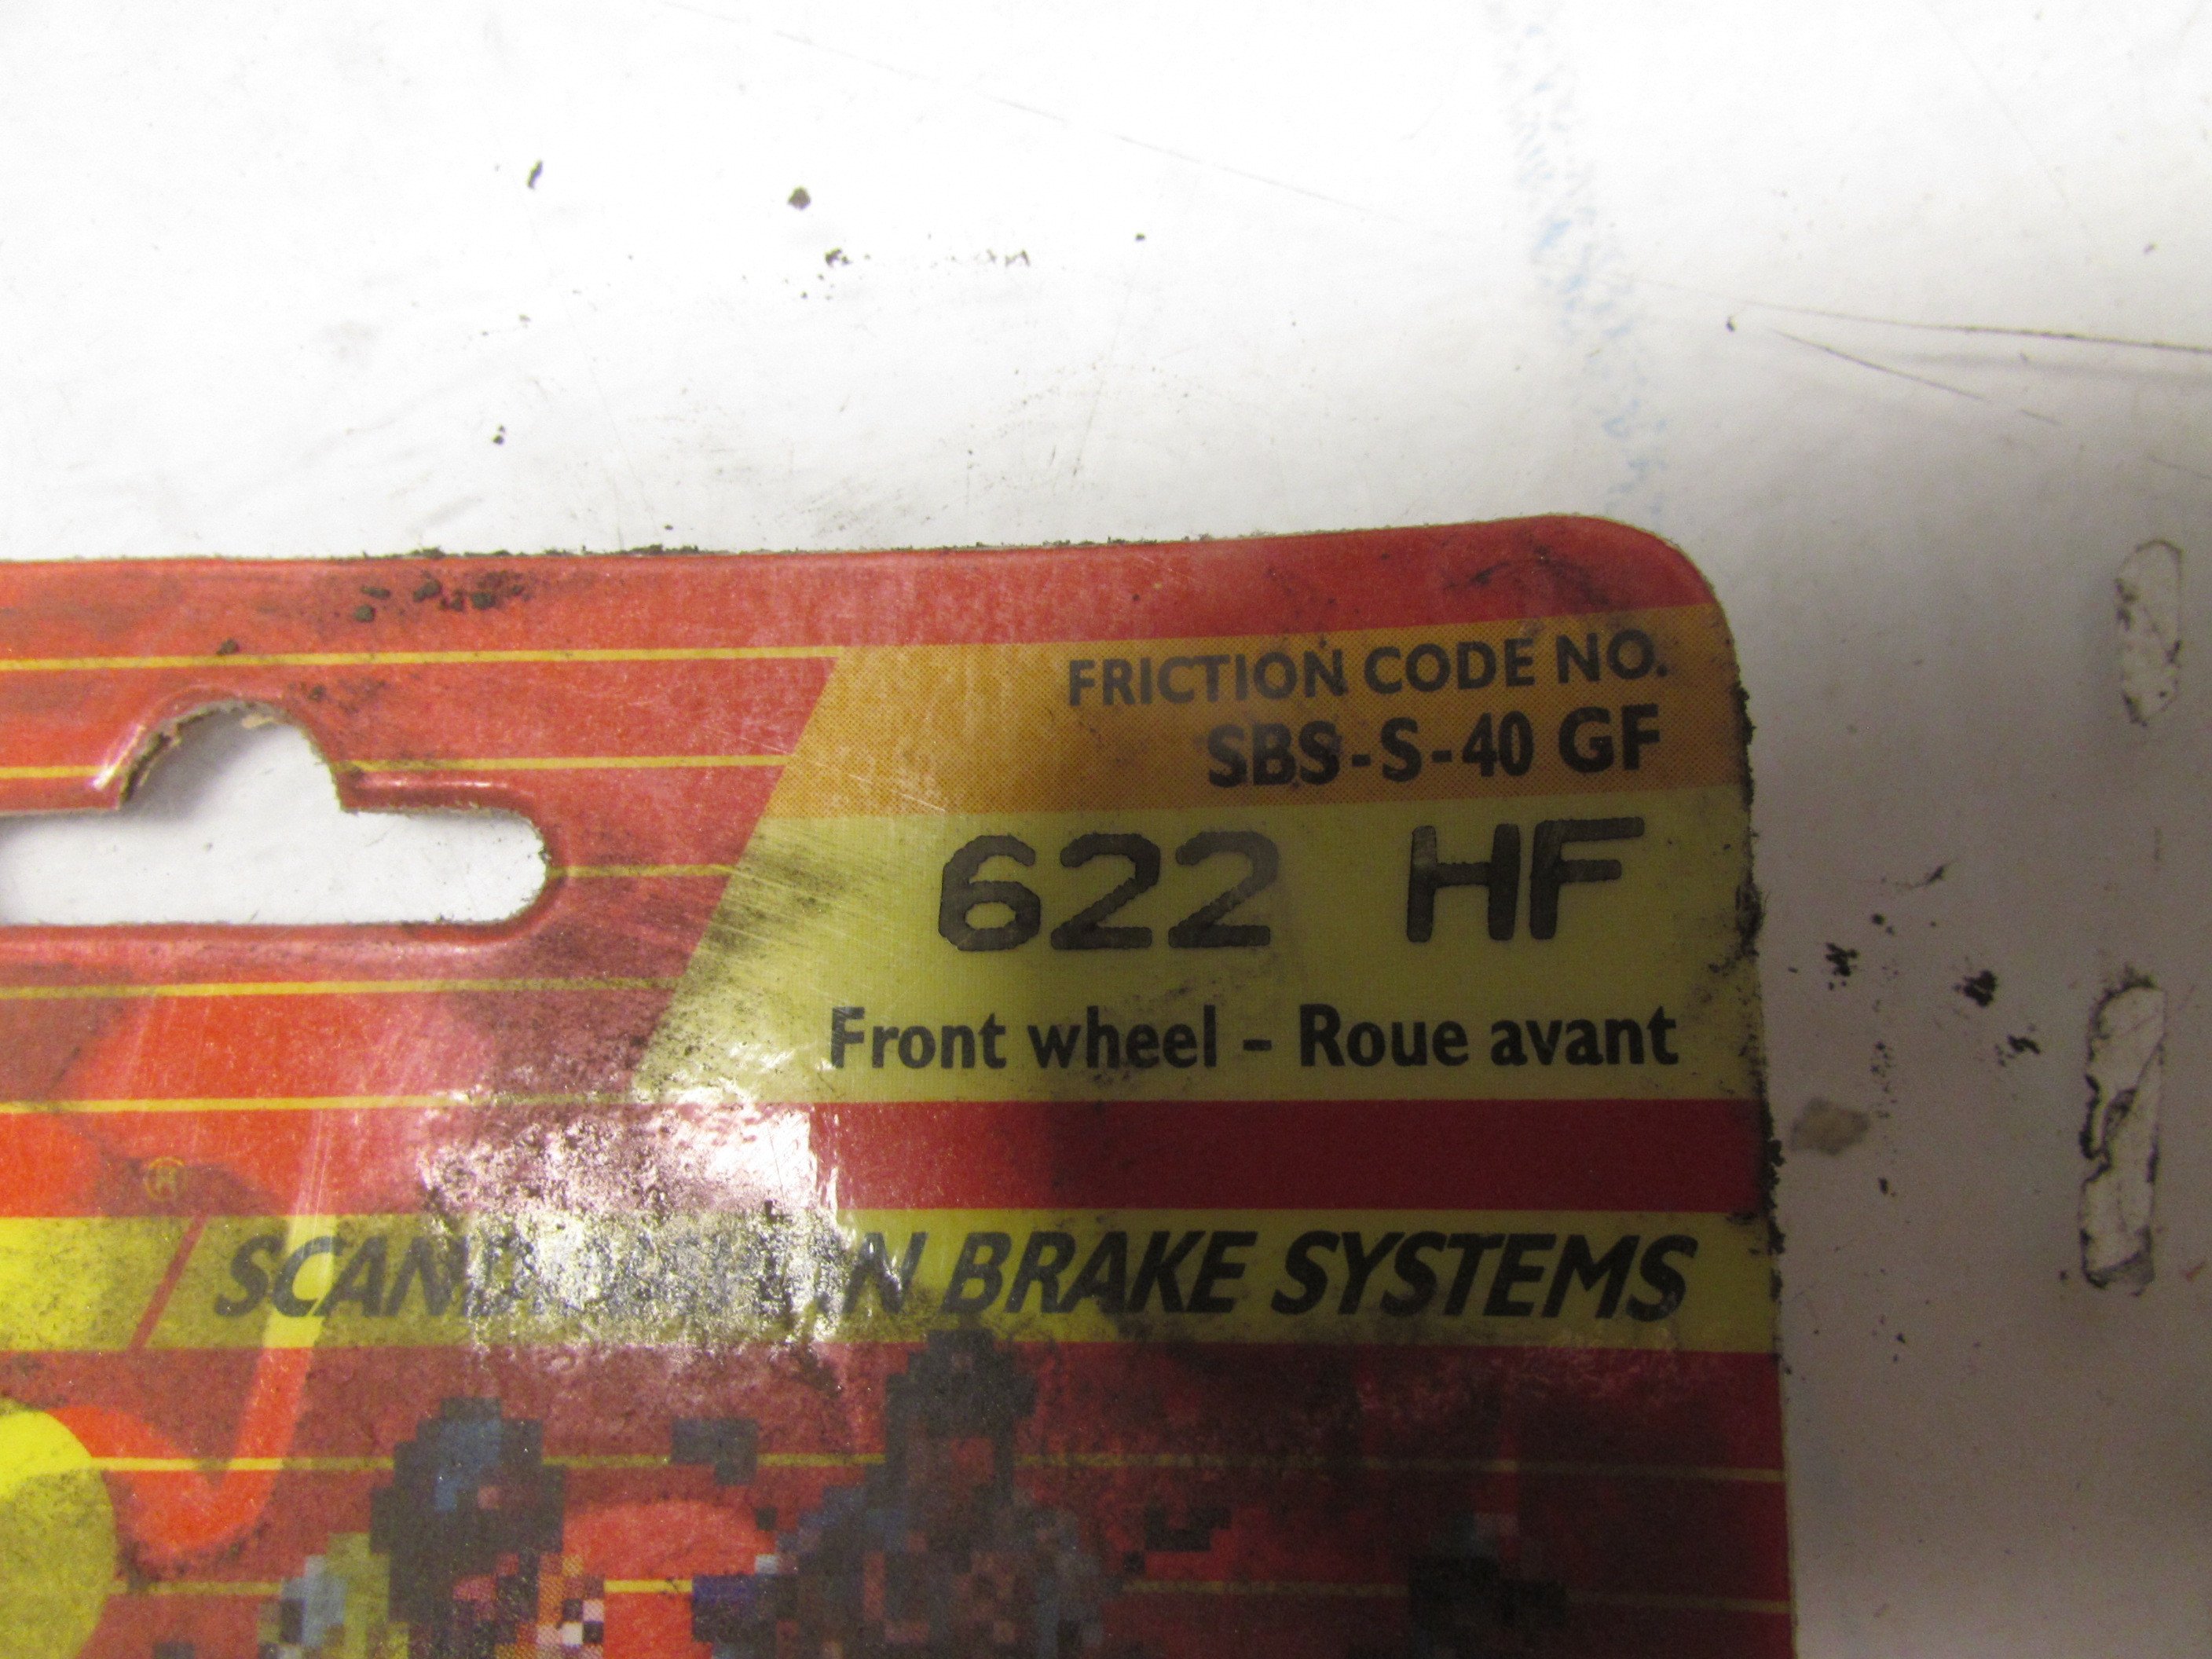 FRICTION CODE NO.
SBS-S-40 GF
622 HF
Front wheel - Roue avant
®
BRAKE SYSTEMS